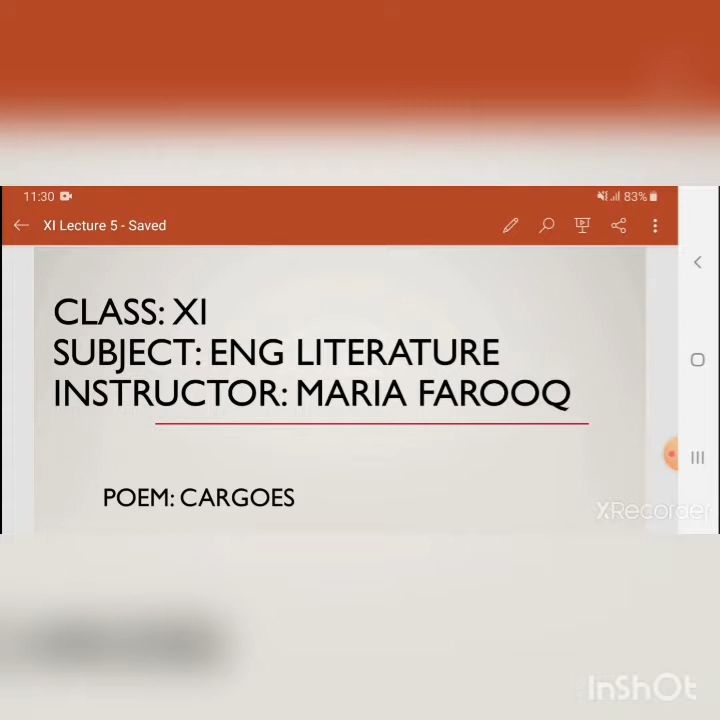 11:30
83%
XI Lecture 5 - Saved
CLASS: XI
SUBJECT: ENG LITERATURE
INSTRUCTOR: MARIA FAROOQ
POEM: CARGOES
XRecorder
InShOt